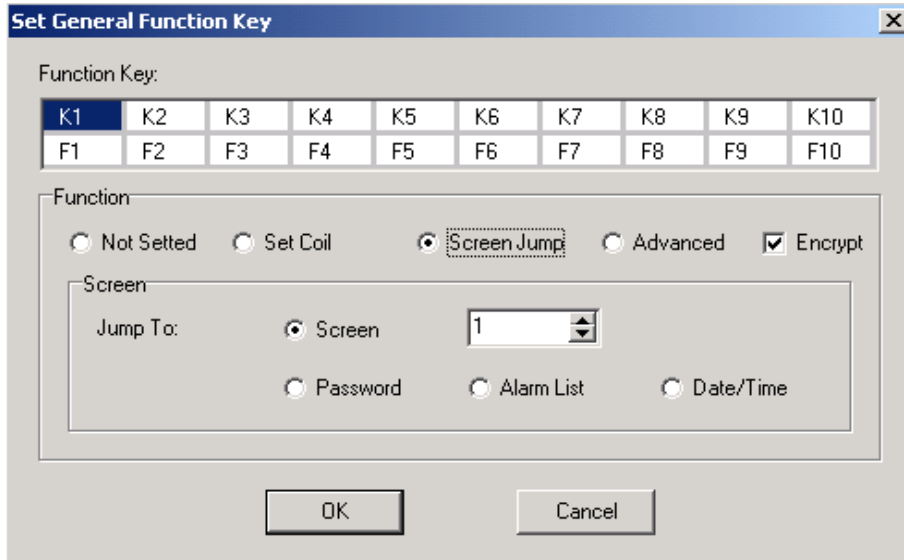 Set General Function Key
Function Key:
K1 K2 K3 K4 K5 K6 K7 K8 K9 K10
F1 F2 F3 F4 F5 F6 F7 F8 F9 F10
Function
Not Setted Set Coil Screen Jump Advanced Encrypt
Screen
Jump To: Screen 1
Password Alarm List Date/Time
OK Cancel